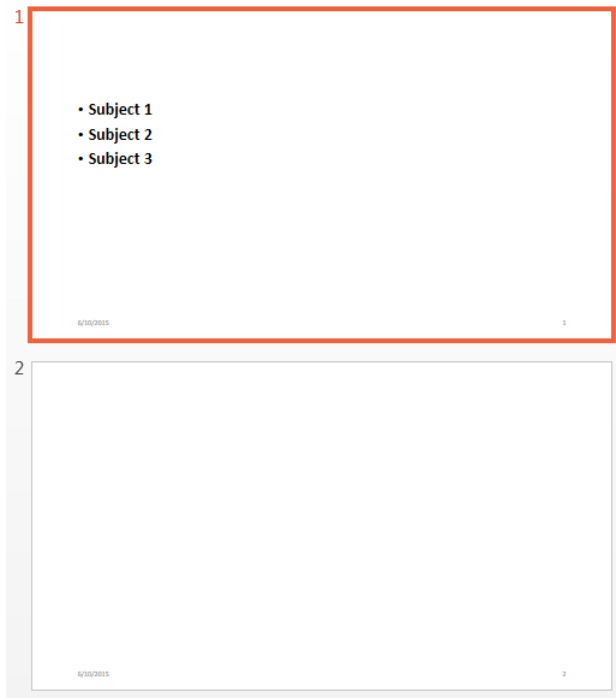 1
• Subject 1
• Subject 2
• Subject 3
6/10/2015 1
2
6/10/2015 2